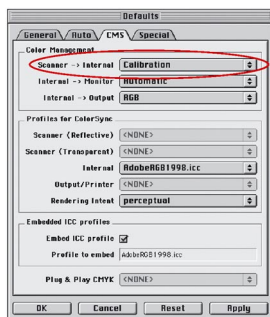 Defaults
General Auto CMS Special
Color Management
Scanner -> Internal Calibration
Internal -> Monitor Automatic
Internal -> Output RGB
Profiles for ColorSync
Scanner (Reflective) <NONE>
Scanner (Transparent) <NONE>
Internal AdobeRGB1998.icc
Output/Printer <NONE>
Rendering Intent perceptual
Embedded ICC profiles
Embed ICC profile
Profile to embed AdobeRGB1998.icc
Plug & Play CMYK <NONE>
OK Cancel Reset Apply